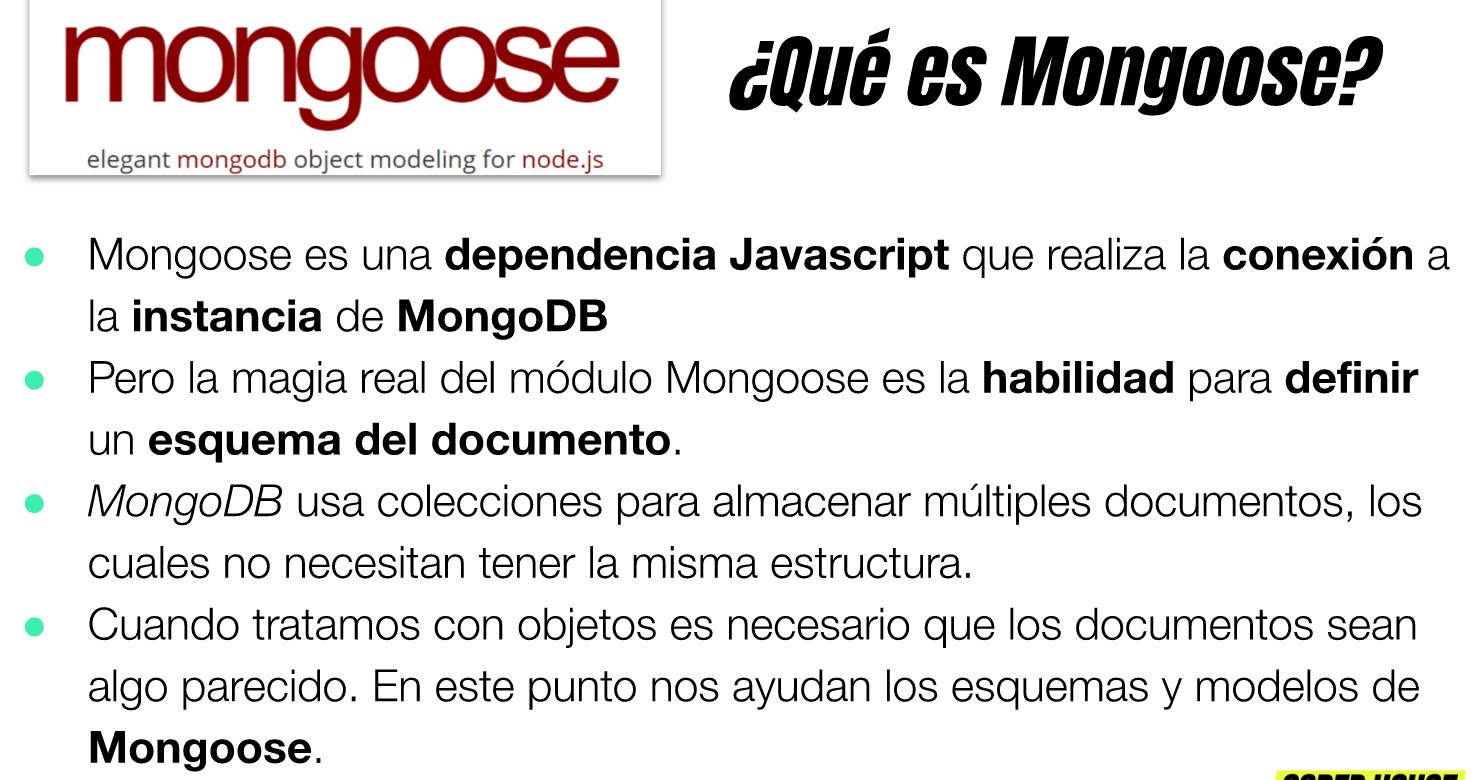 mongoose
elegant mongodb object modeling for node.js
¿Qué es Mongoose?
● Mongoose es una dependencia Javascript que realiza la conexión a
la instancia de MongoDB
● Pero la magia real del módulo Mongoose es la habilidad para definir
un esquema del documento.
● MongoDB usa colecciones para almacenar múltiples documentos, los
cuales no necesitan tener la misma estructura.
● Cuando tratamos con objetos es necesario que los documentos sean
algo parecido. En este punto nos ayudan los esquemas y modelos de
Mongoose.